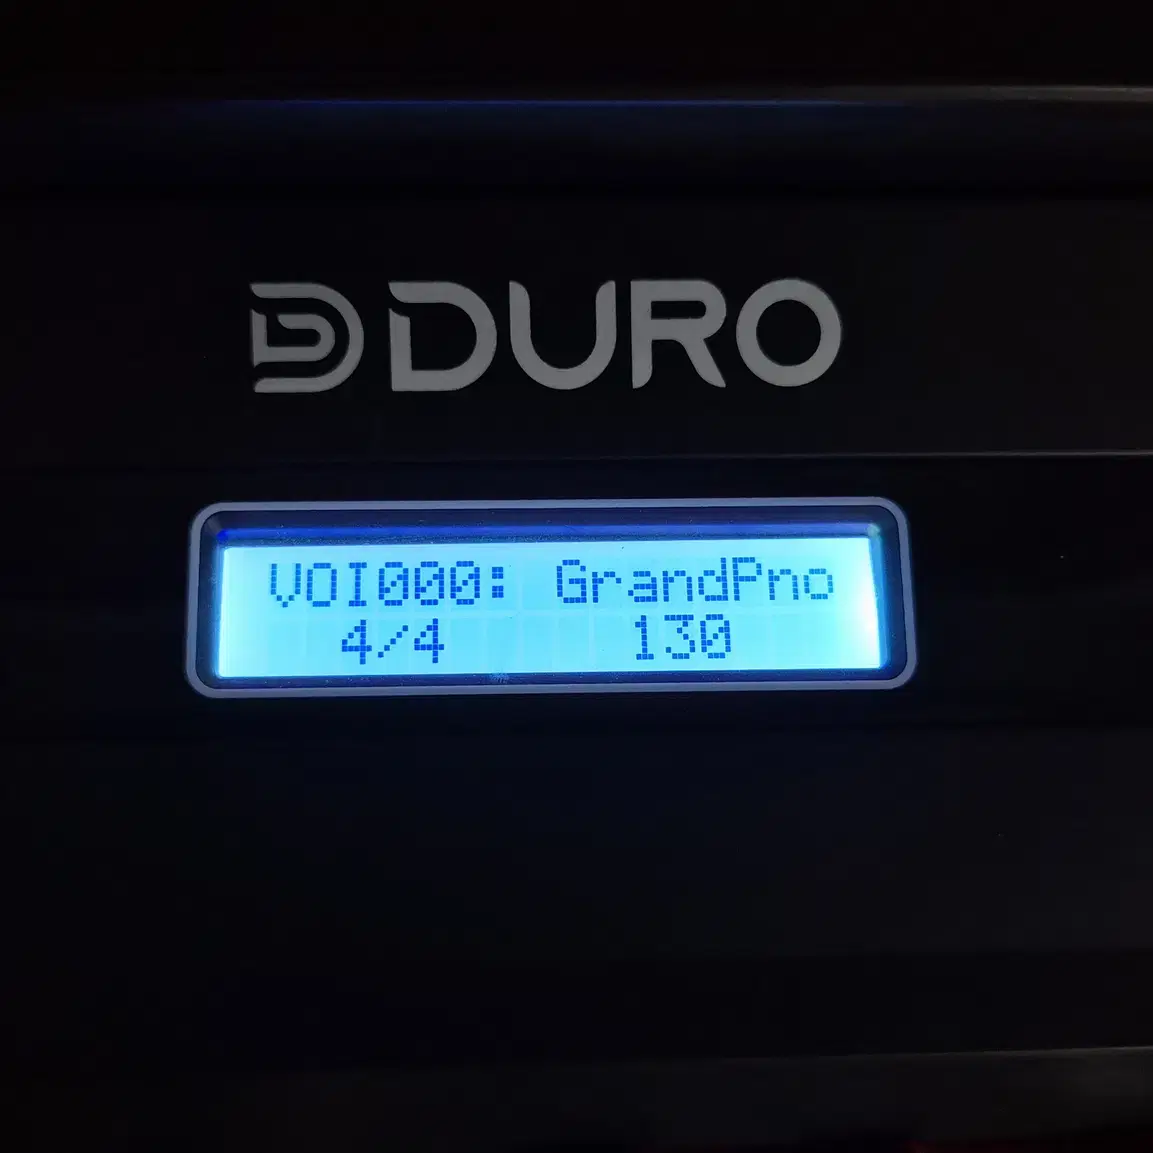 DURO
VOI000: GrandPno
4/4 130